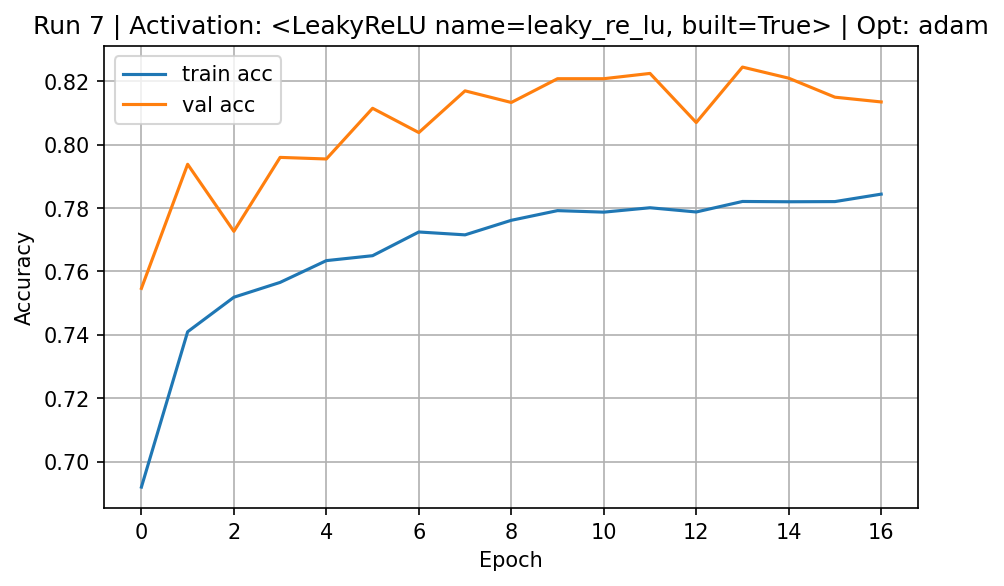 Run 7 | Activation: <LeakyReLU name=leaky_re_lu, built=True> | Opt: adam
train acc
val acc
0.82
0.80
0.78
0.76
0.74
0.72
0.70
Accuracy
0 2 4 6 8 10 12 14 16
Epoch